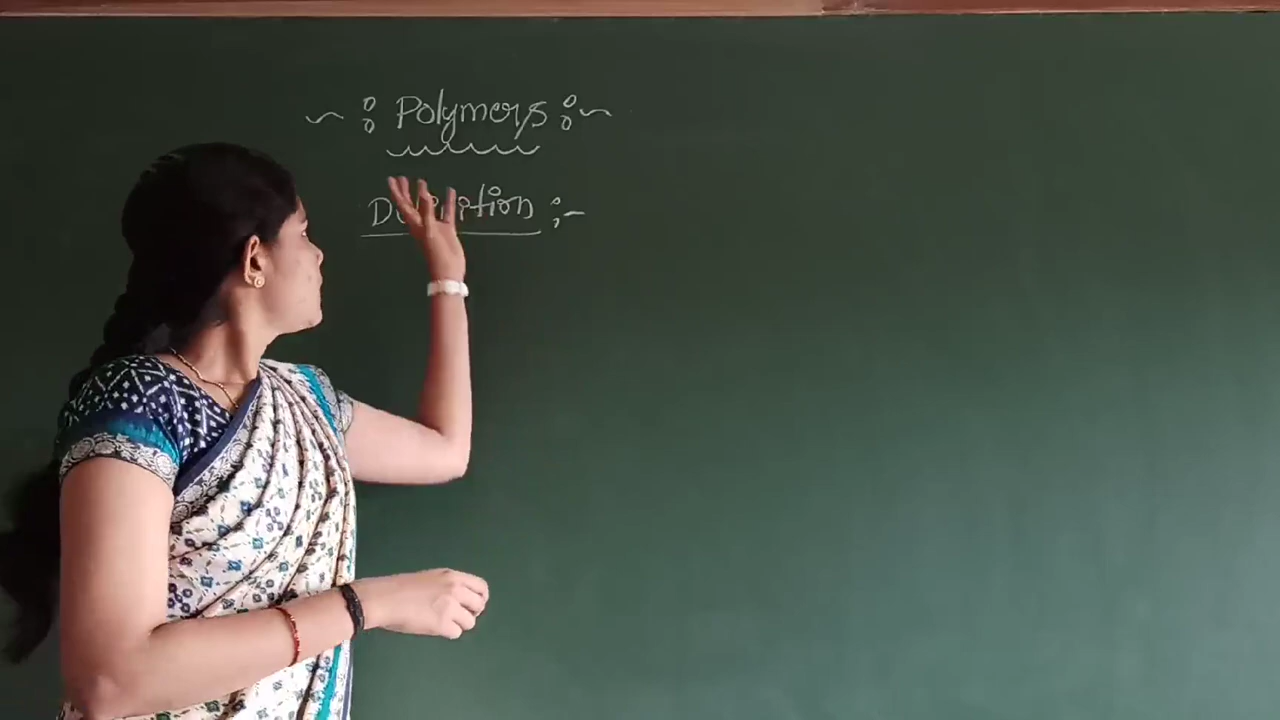 ~ : Polymers : ~
Definition :-